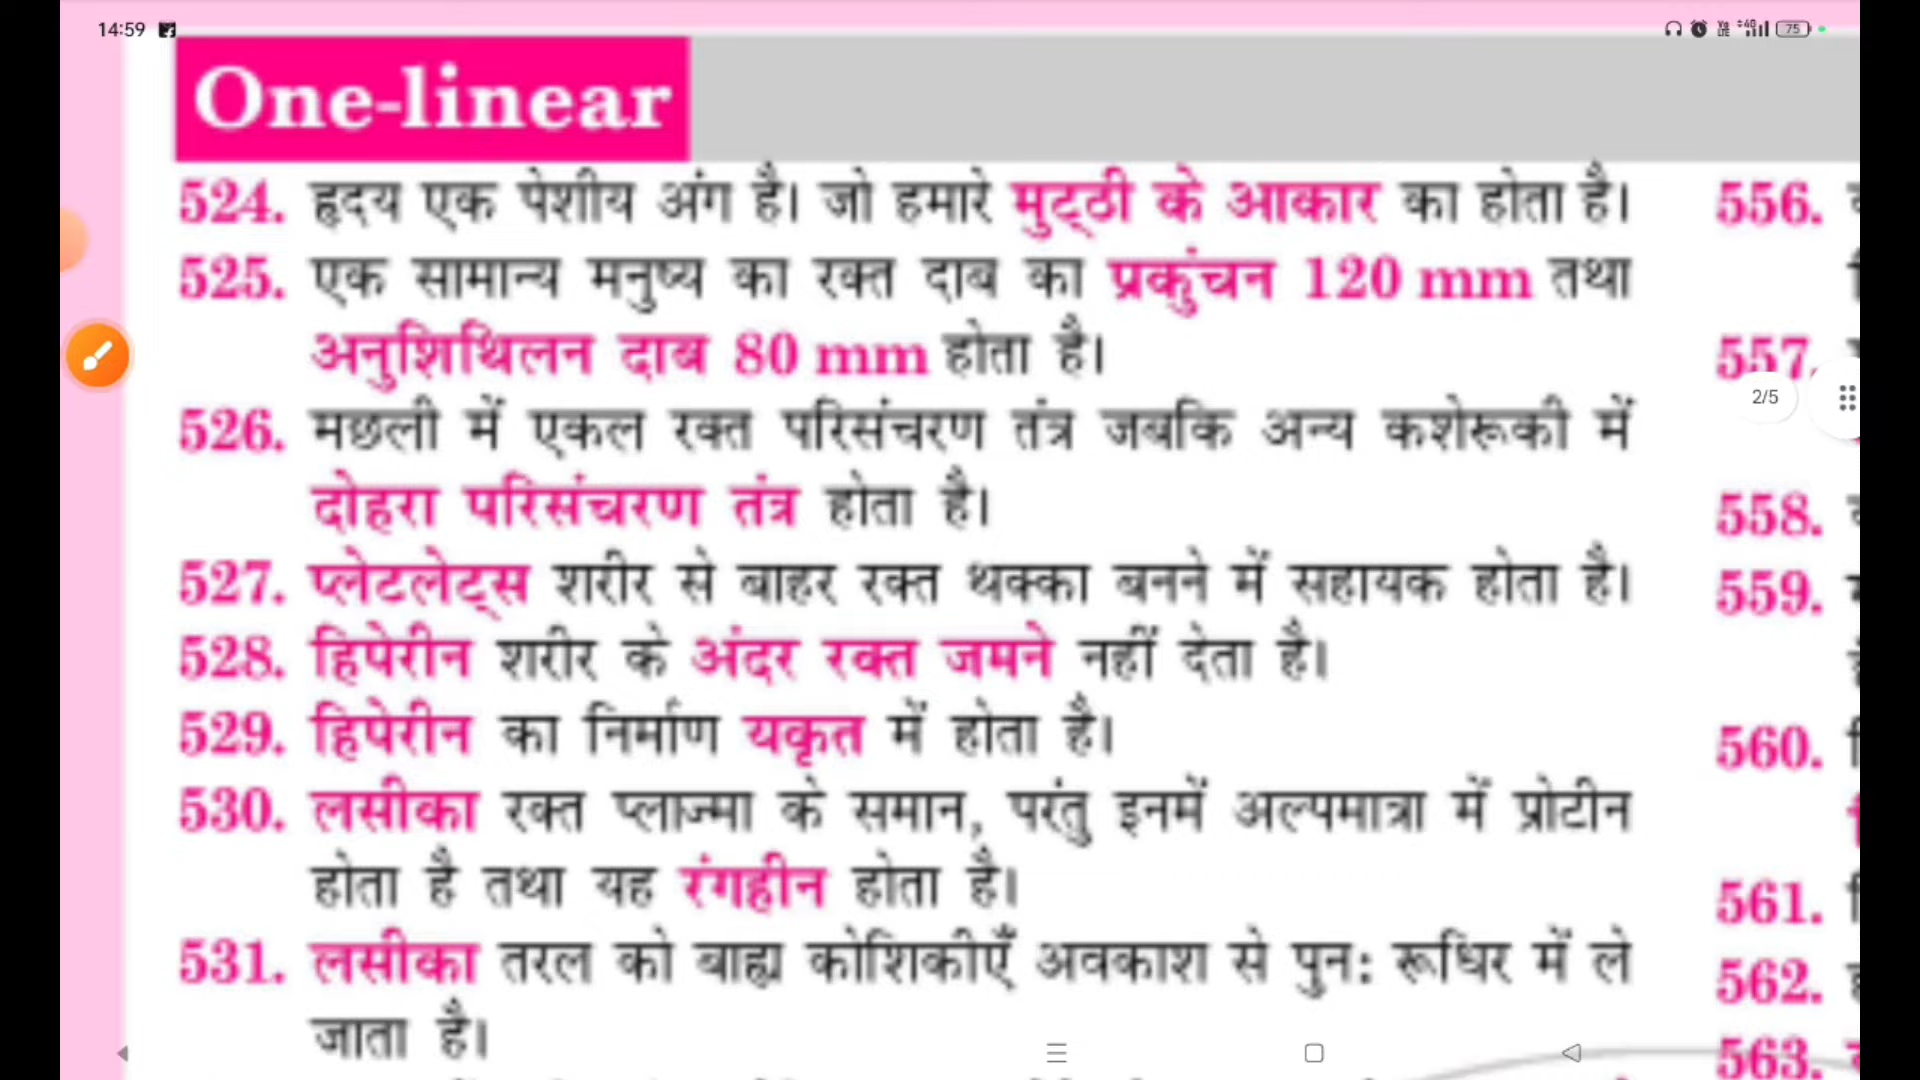 14:59
75
One-linear
524. हृदय एक पेशीय अंग है। जो हमारे मुट्ठी के आकार का होता है।
525. एक सामान्य मनुष्य का रक्त दाब का प्रकुंचन 120 mm तथा
अनुशिथिलन दाब 80 mm होता है।
526. मछली में एकल रक्त परिसंचरण तंत्र जबकि अन्य कशेरूकी में
दोहरा परिसंचरण तंत्र होता है।
527. प्लेटलेट्स शरीर से बाहर रक्त थक्का बनने में सहायक होता है।
528. हिपेरीन शरीर के अंदर रक्त जमने नहीं देता है।
529. हिपेरीन का निर्माण यकृत में होता है।
530. लसीका रक्त प्लाज्मा के समान, परंतु इनमें अल्पमात्रा में प्रोटीन
होता है तथा यह रंगहीन होता है।
531. लसीका तरल को बाह्य कोशिकीएँ अवकाश से पुन: रूधिर में ले
जाता है।
556.
557.
2/5
558.
559.
560.
561.
562.
563.